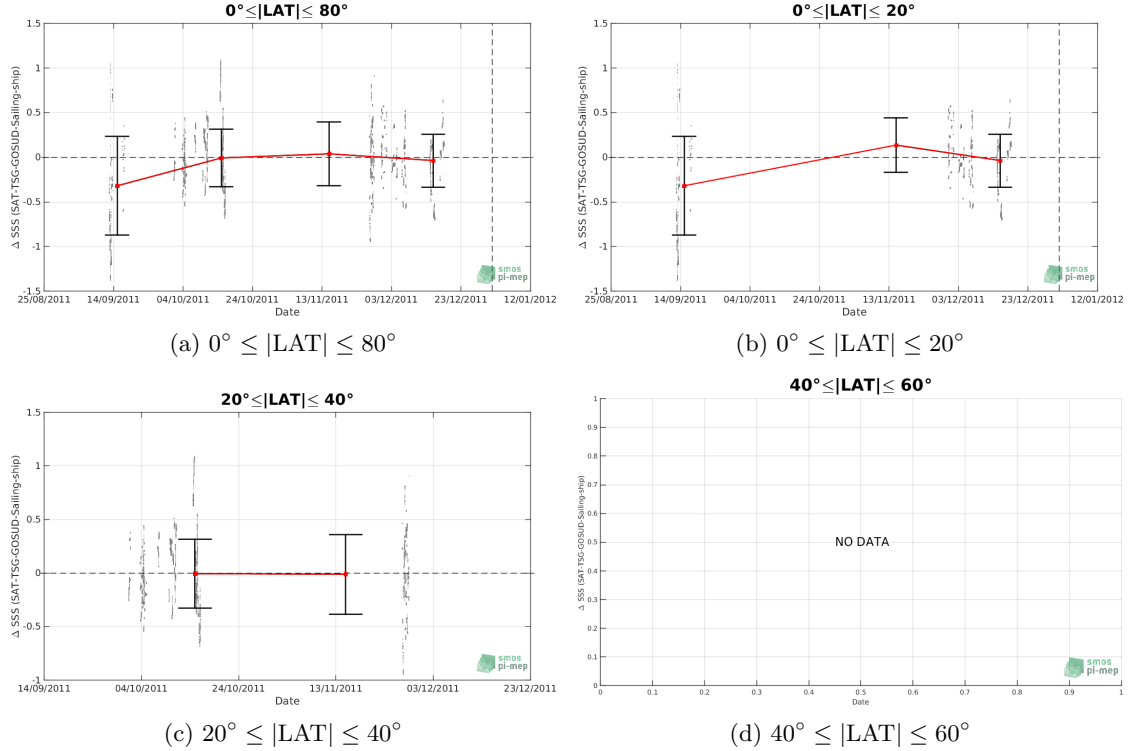 0°≤|LAT|≤ 80°
Δ SSS (SAT-TSG-GOSUD-Sailing-ship)
1.5
1
0.5
0
-0.5
-1
-1.5
25/08/2011 14/09/2011 04/10/2011 24/10/2011 13/11/2011 03/12/2011 23/12/2011 12/01/2012
Date
smos
pi-mep
(a) 0° ≤ |LAT| ≤ 80°
0°≤|LAT|≤ 20°
Δ SSS (SAT-TSG-GOSUD-Sailing-ship)
1.5
1
0.5
0
-0.5
-1
-1.5
25/08/2011 14/09/2011 04/10/2011 24/10/2011 13/11/2011 03/12/2011 23/12/2011 12/01/2012
Date
smos
pi-mep
(b) 0° ≤ |LAT| ≤ 20°
20°≤|LAT|≤ 40°
Δ SSS (SAT-TSG-GOSUD-Sailing-ship)
1.5
1
0.5
0
-0.5
-1
14/09/2011 04/10/2011 24/10/2011 13/11/2011 03/12/2011 23/12/2011
Date
smos
pi-mep
(c) 20° ≤ |LAT| ≤ 40°
40°≤|LAT|≤ 60°
Δ SSS (SAT-TSG-GOSUD-Sailing-ship)
1
0.9
0.8
0.7
0.6
0.5
0.4
0.3
0.2
0.1
0
NO DATA
0 0.1 0.2 0.3 0.4 0.5 0.6 0.7 0.8 0.9 1
Date
smos
pi-mep
(d) 40° ≤ |LAT| ≤ 60°